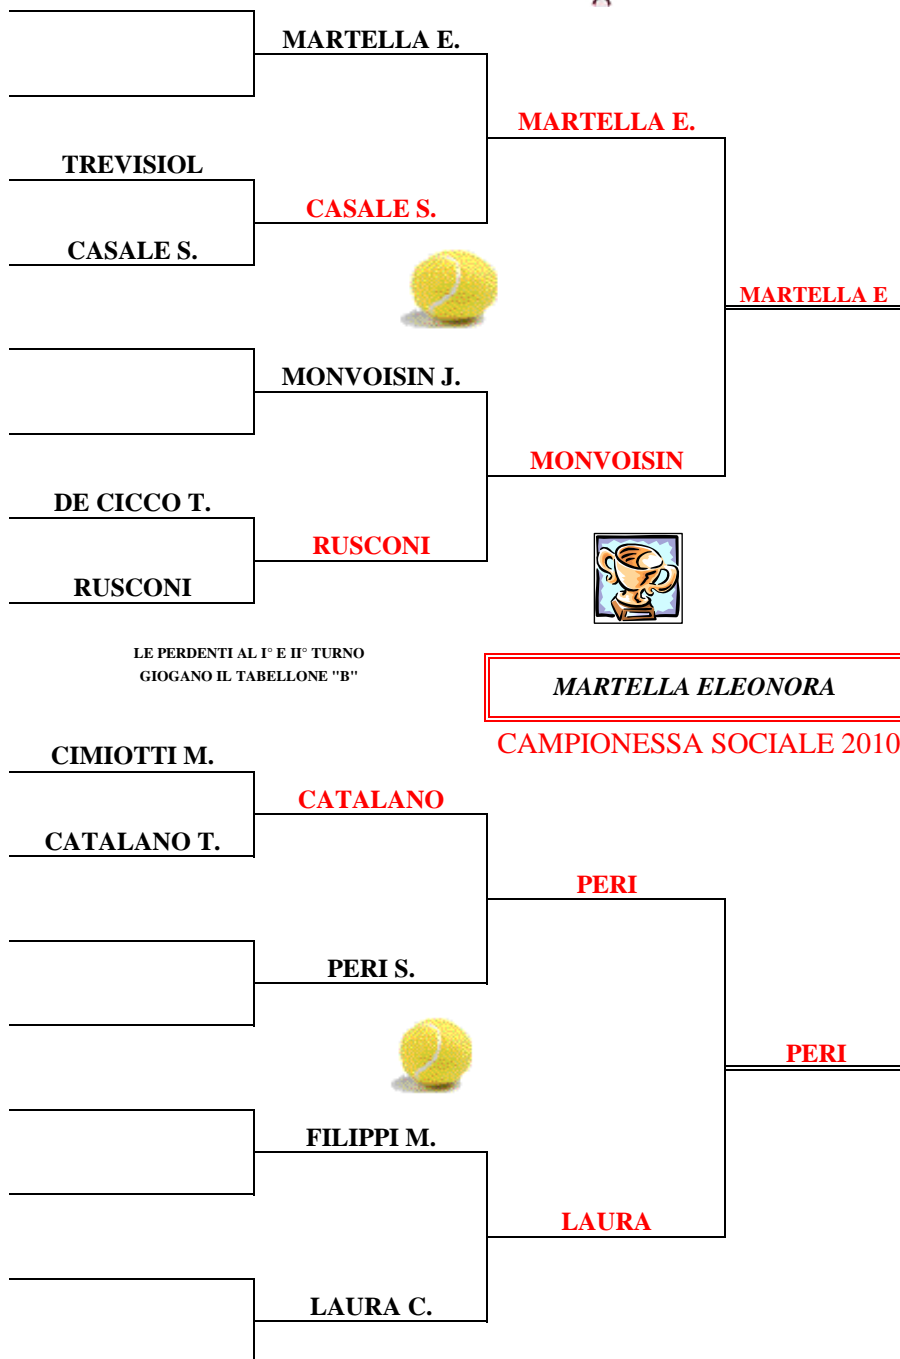 MARTELLA E.
MARTELLA E.
TREVISIOL
CASALE S.
CASALE S.
MARTELLA E
MONVOISIN J.
MONVOISIN
DE CICCO T.
RUSCONI
RUSCONI
LE PERDENTI AL I° E II° TURNO
GIOGANO IL TABELLONE "B"
MARTELLA ELEONORA
CAMPIONESSA SOCIALE 2010
CIMIOTTI M.
CATALANO
CATALANO T.
PERI
PERI S.
PERI
FILIPPI M.
LAURA
LAURA C.